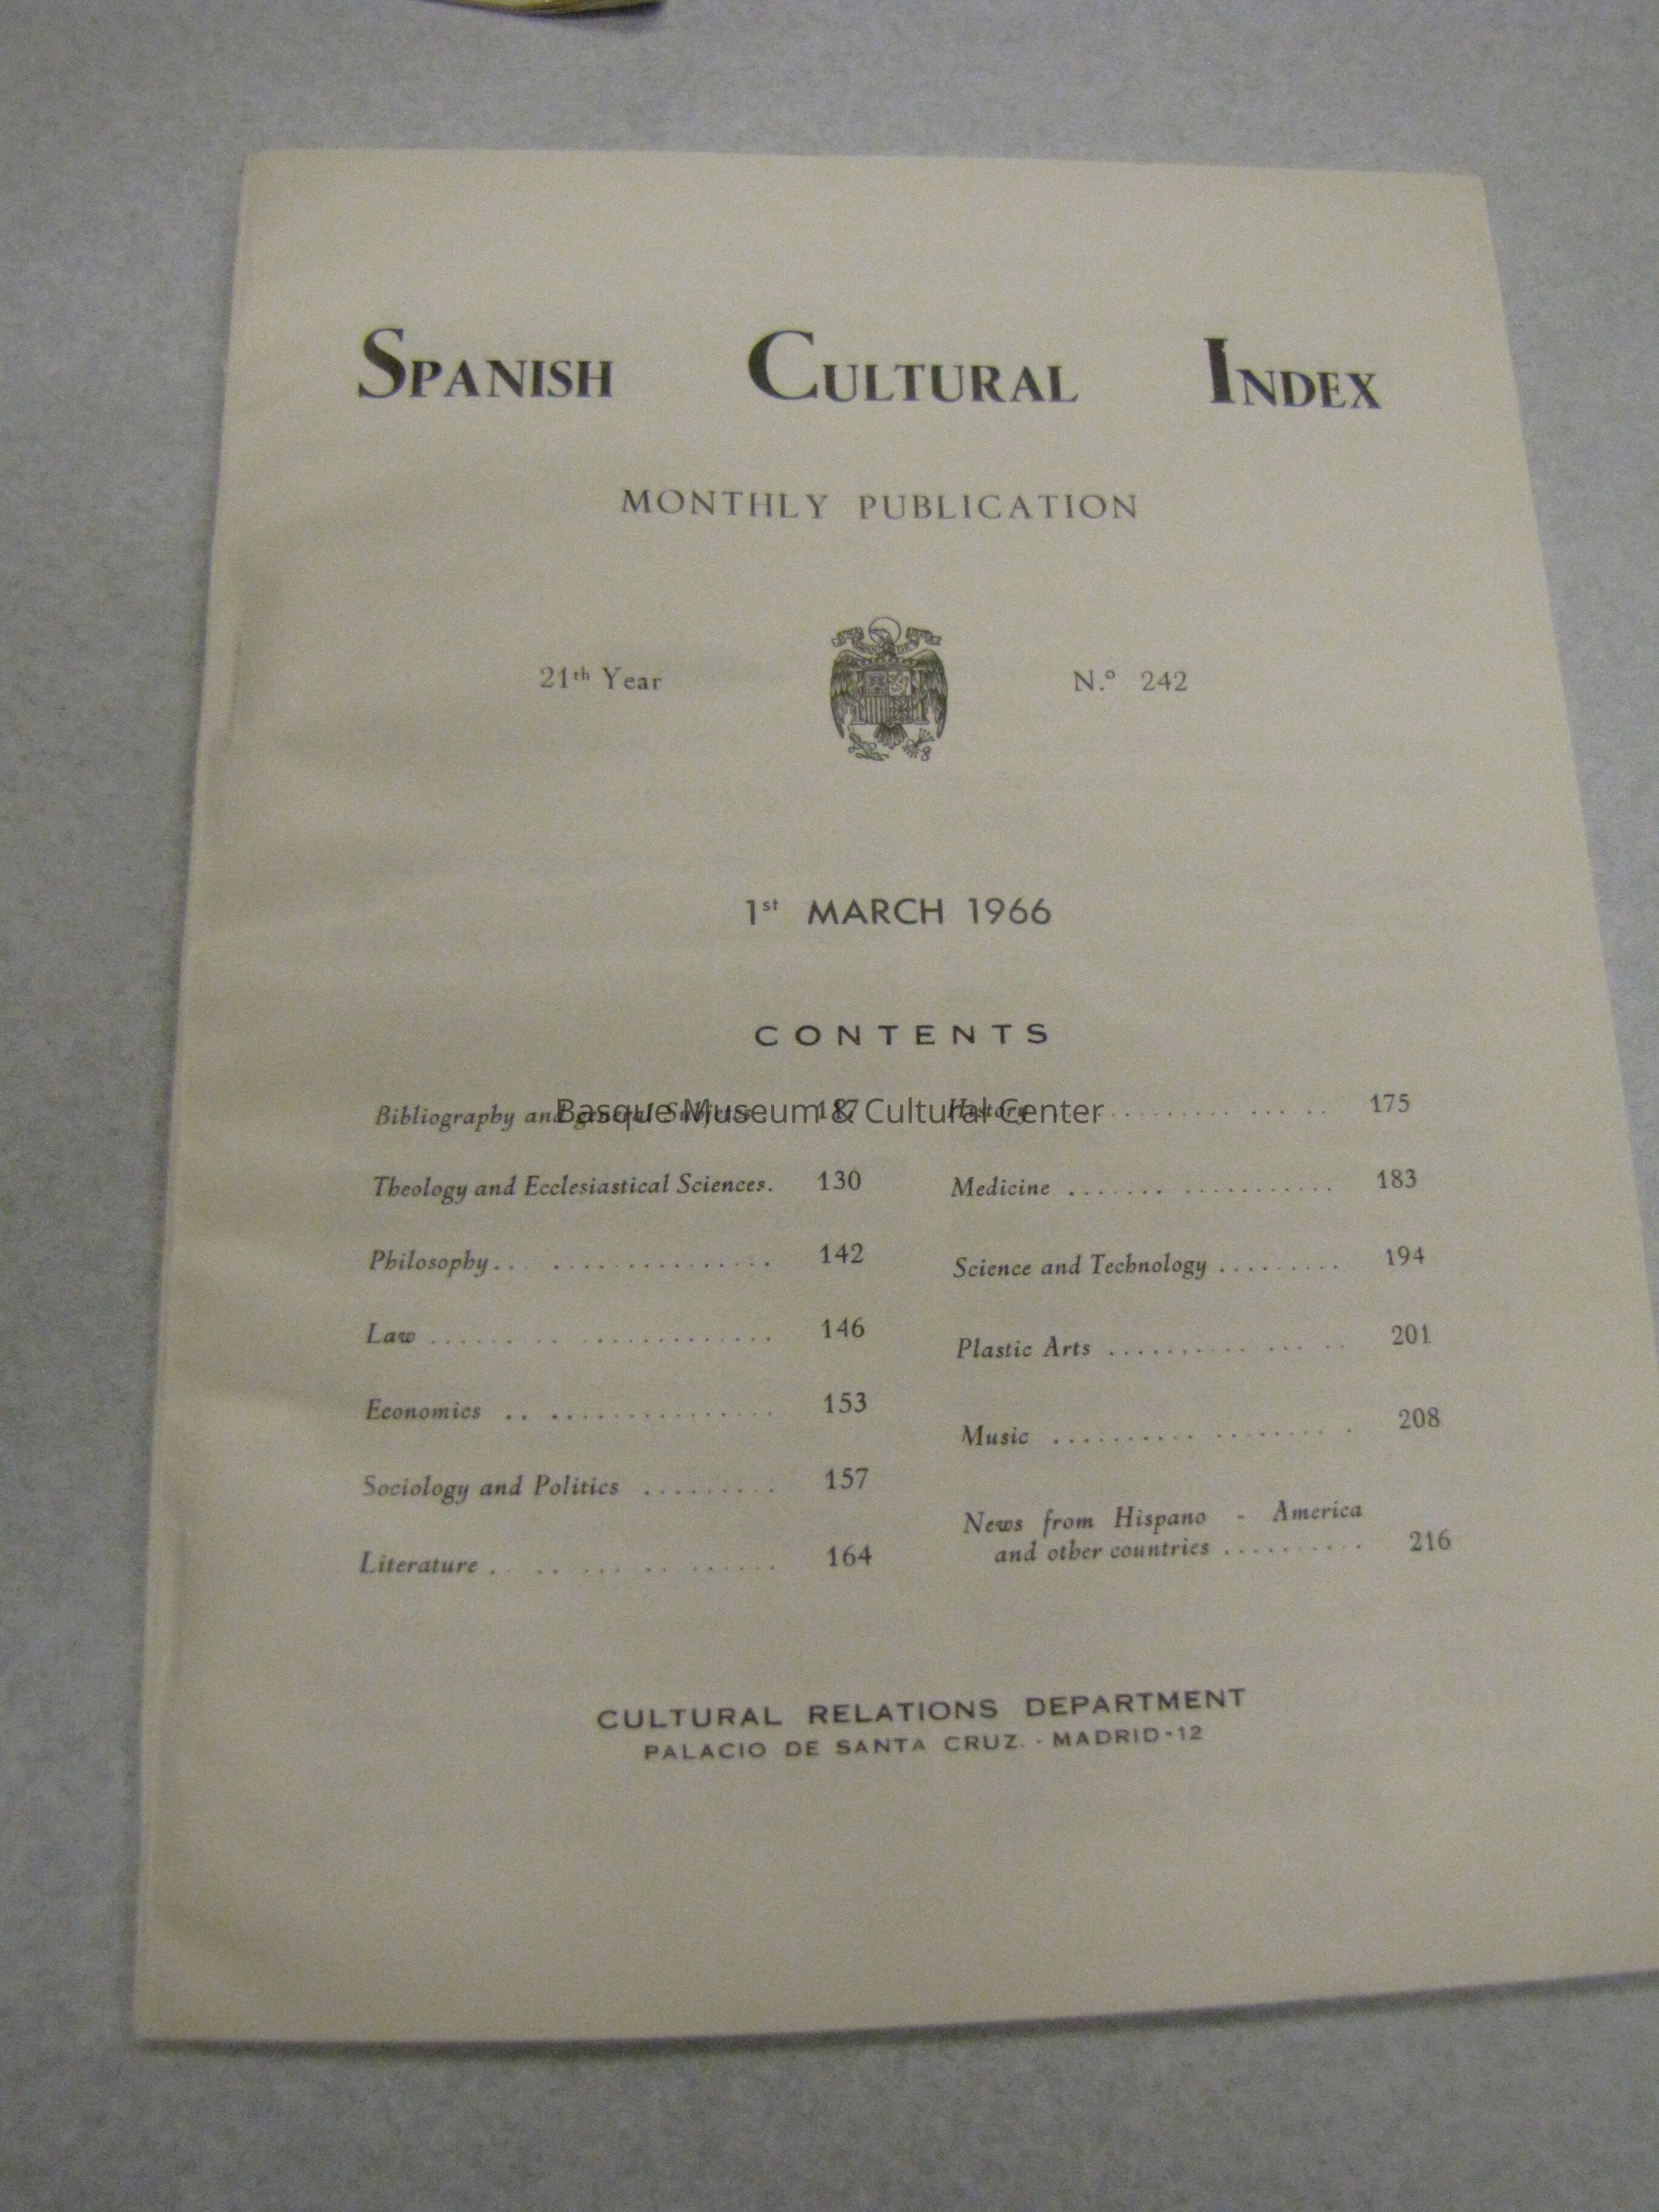 SPANISH CULTURAL INDEX
MONTHLY PUBLICATION
21th Year
N.º 242
1st MARCH 1966
CONTENTS
Basque Museum & Cultural Center
Bibliography and
Theology and Ecclesiastical Sciences. 130
Philosophy... ............... 142
Law ....................... 146
Economics .. ............... 153
Sociology and Politics ......... 157
Literature . . .. ... .. ...... 164
History ............... 175
Medicine ....... ........... 183
Science and Technology ......... 194
Plastic Arts .......... ... .. 201
Music .......... ........ . 208
News from Hispano - America
and other countries .......... 216
CULTURAL RELATIONS DEPARTMENT
PALACIO DE SANTA CRUZ. - MADRID-12